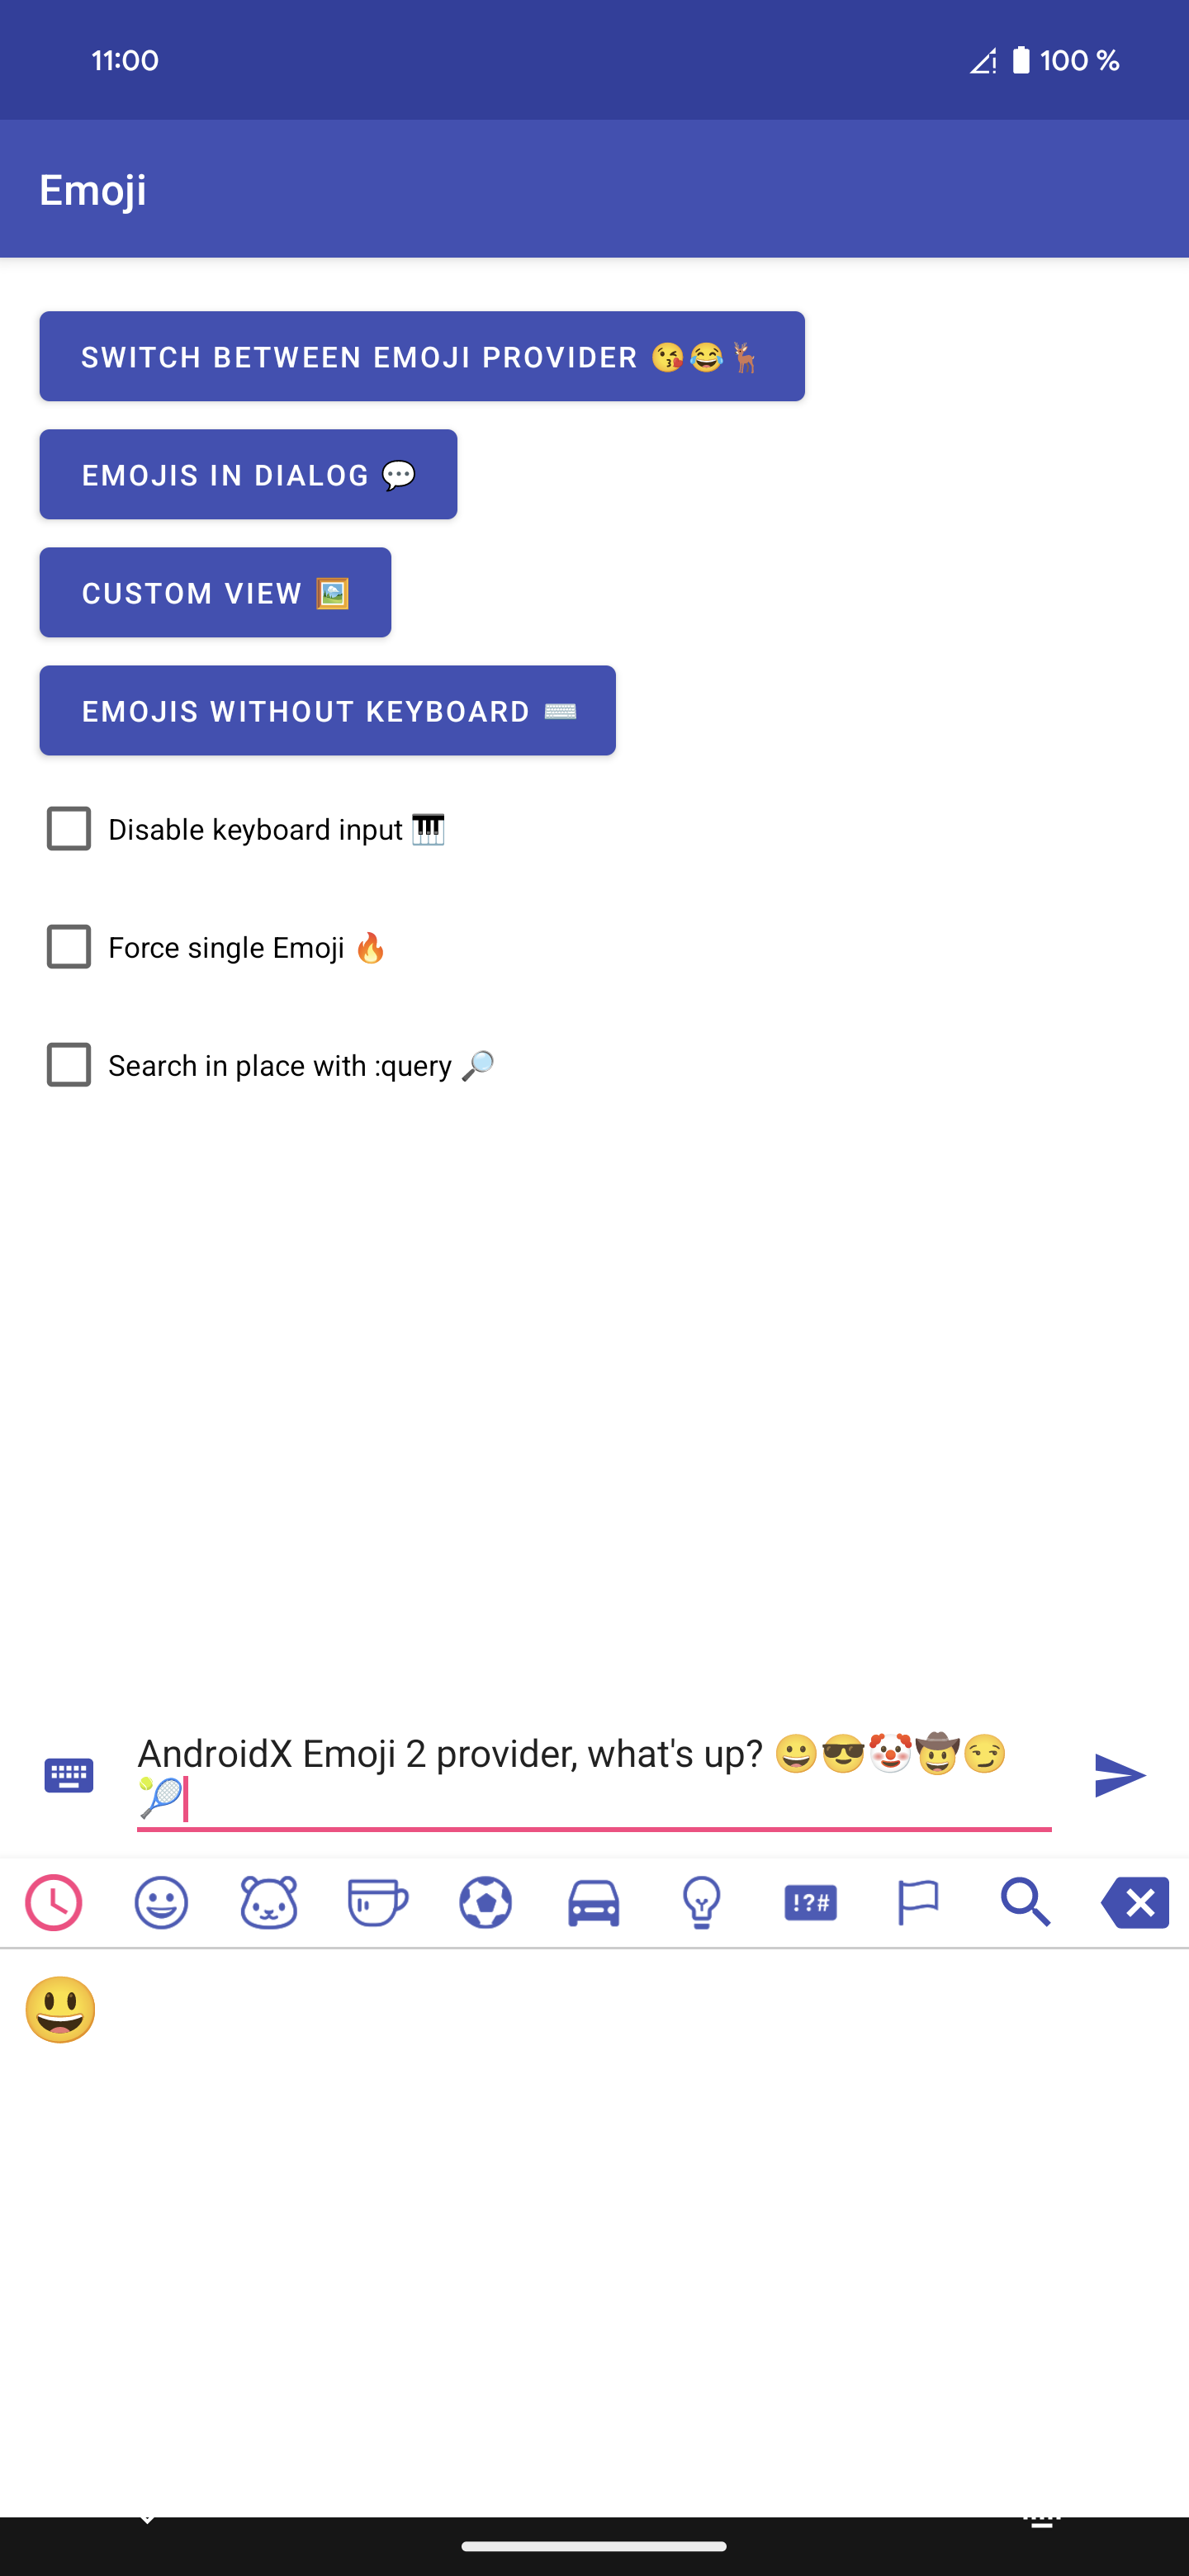 11:00
100 %
Emoji
SWITCH BETWEEN EMOJI PROVIDER 😘😂🦌
EMOJIS IN DIALOG 💬
CUSTOM VIEW 🖼️
EMOJIS WITHOUT KEYBOARD ⌨️
Disable keyboard input 🎹
Force single Emoji 🔥
Search in place with :query 🔎
AndroidX Emoji 2 provider, what's up? 😀😎🤡🤠😏
🎾
!?#
😃